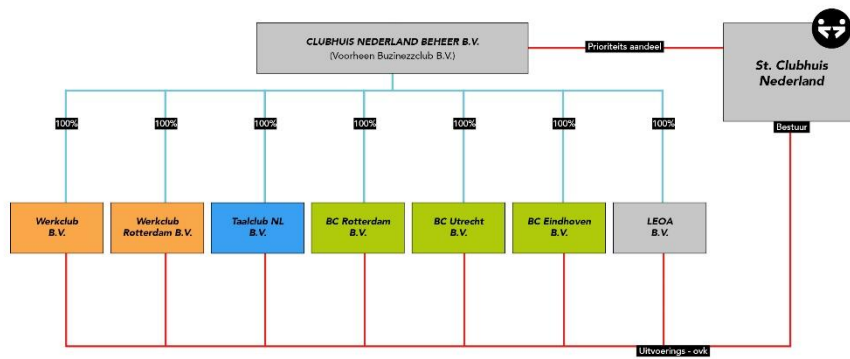 CLUBHUIS NEDERLAND BEHEER B.V.
(Voorheen Buzinezzclub B.V.)
Prioriteits aandeel
St. Clubhuis
Nederland
Bestuur
100%
100%
100%
100%
100%
100%
100%
Werkclub
B.V.
Werkclub
Rotterdam B.V.
Taalclub NL
B.V.
BC Rotterdam
B.V.
BC Utrecht
B.V.
BC Eindhoven
B.V.
LEOA
B.V.
Uitvoerings - ovk